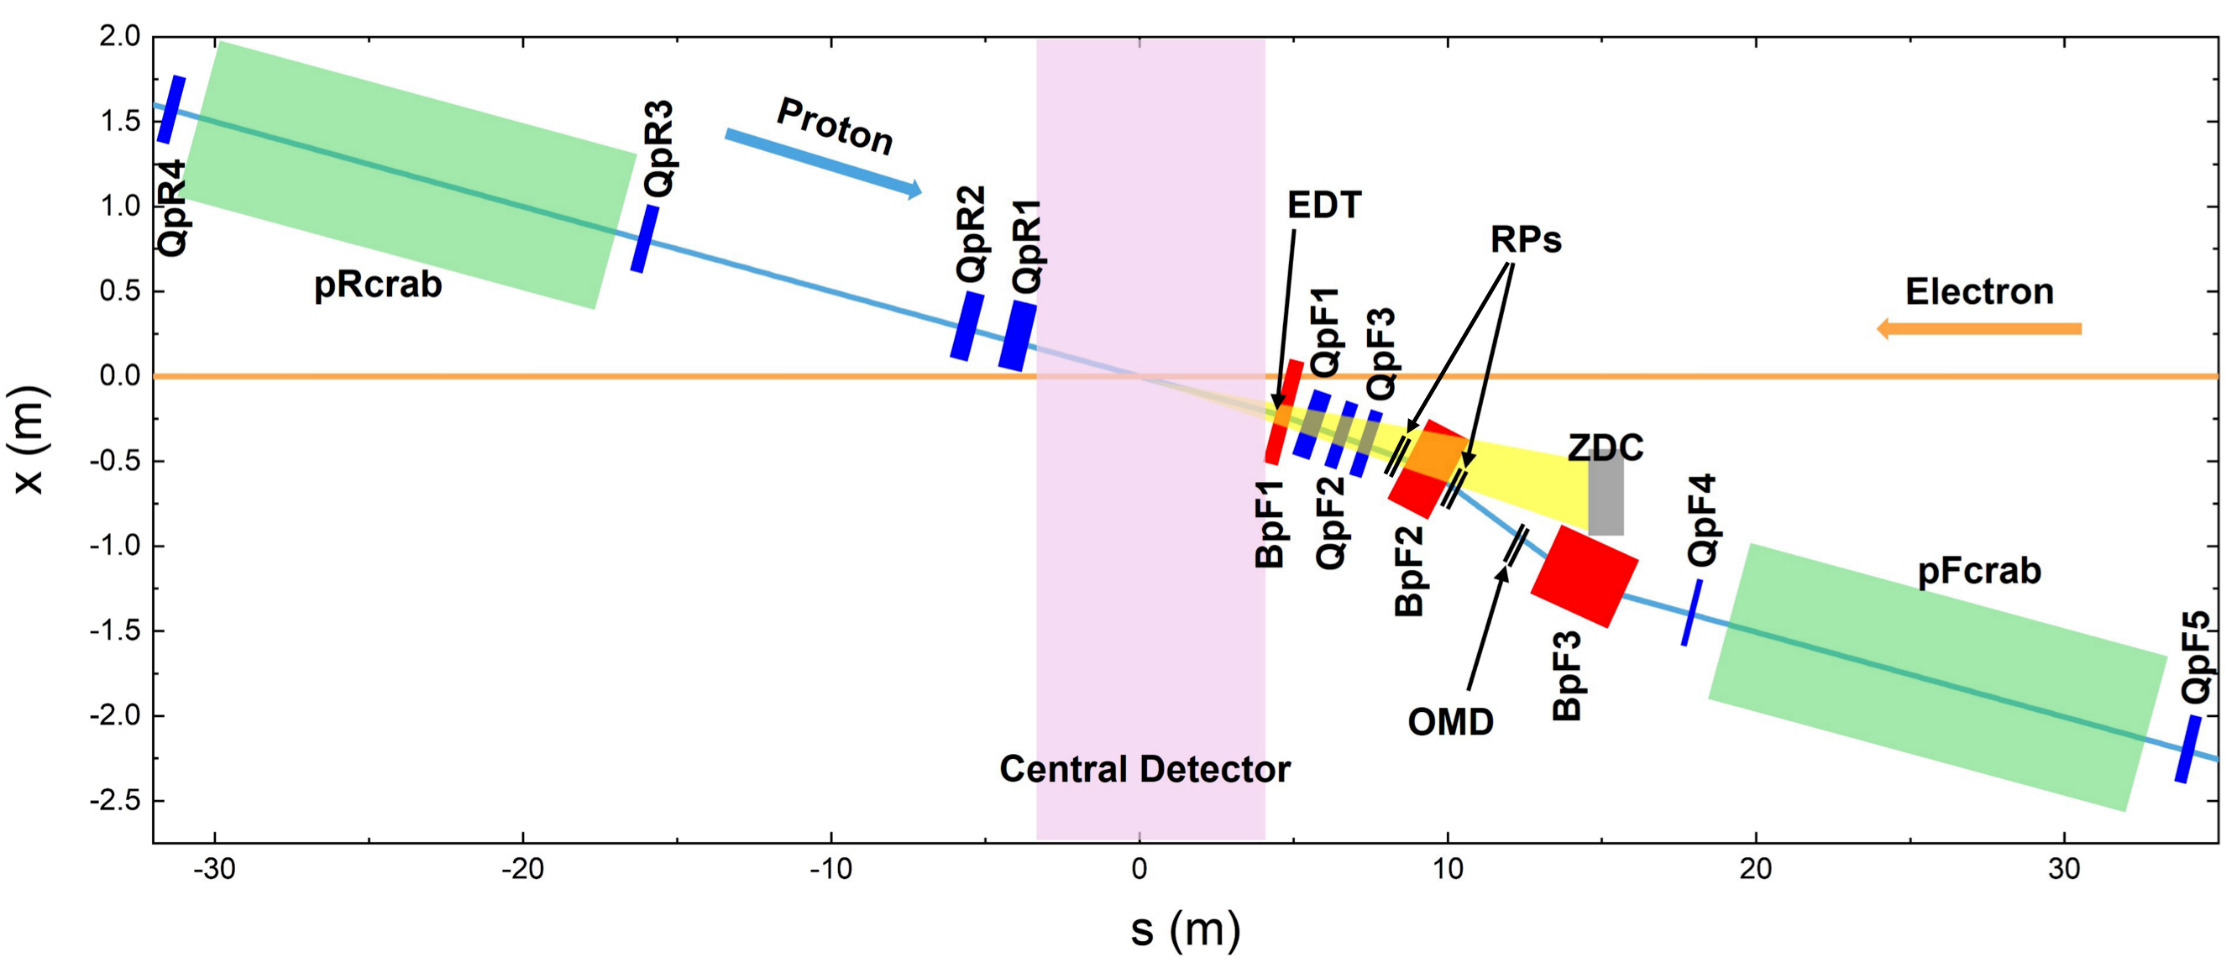 2.0
1.5
1.0
0.5
0.0
-0.5
-1.0
-1.5
-2.0
-2.5
x (m)
-30
-20
-10
0
10
20
30
s (m)
QpR4
pRcrab
QpR3
Proton
QpR2
QpR1
Central Detector
EDT
BpF1
QpF1
QpF2
QpF3
RPs
BpF2
OMD
BpF3
ZDC
Electron
QpF4
pFcrab
QpF5